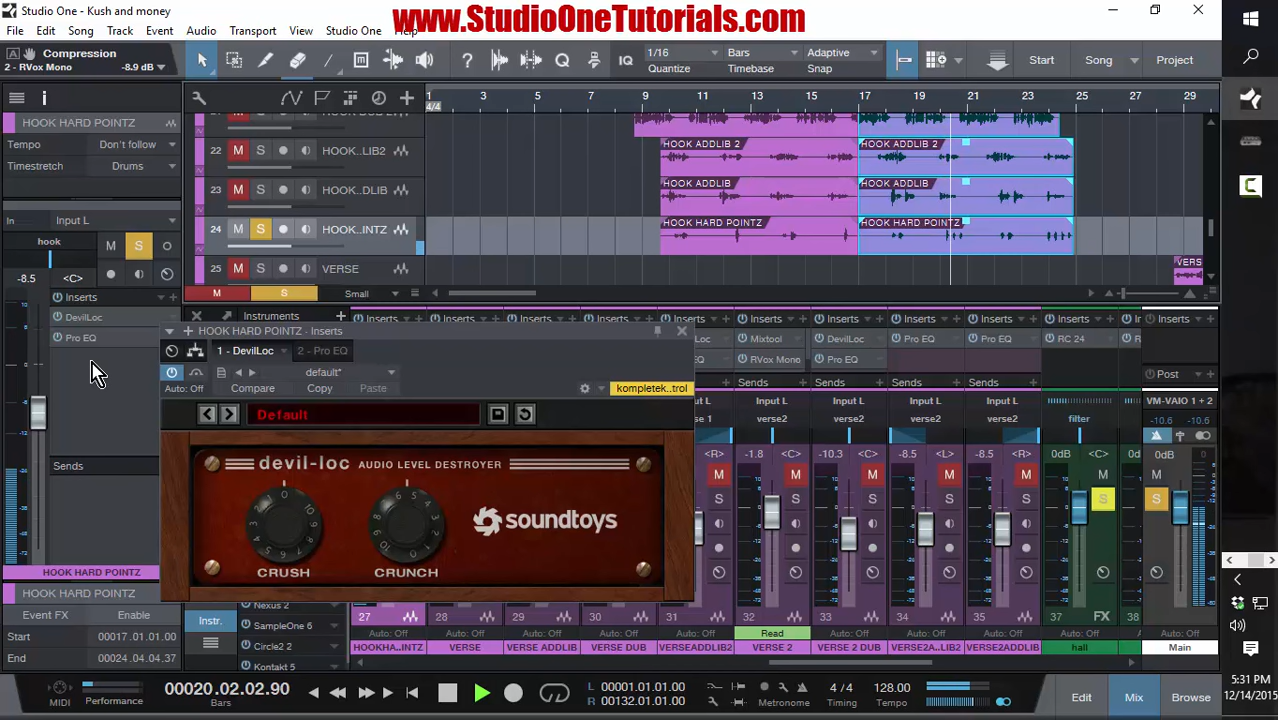 Studio One - Kush and money
www.StudioOneTutorials.com
File Edit Song Track Event Audio Transport View Studio One Help
Compression
2 - RVox Mono -8.9 dB
1/16 Bars Adaptive
IQ Quantize Timebase Snap
Start Song Project
HOOK HARD POINTZ
Tempo Don't follow
Timestretch Drums
1 3 5 7 9 11 13 15 17 19 21 23 25 27 29
4/4
22 M S HOOK..LIB2
23 M S HOOK...DLIB
24 M S HOOK...INTZ
25 M S VERSE
M S Small
HOOK ADDLIB 2 HOOK ADDLIB 2
HOOK ADDLIB HOOK ADDLIB
HOOK HARD POINTZ HOOK HARD POINTZ
VERS
In Input L
hook M S
-8.5 <C>
Inserts
DevilLoc
Pro EQ
Sends
HOOK HARD POINTZ
HOOK HARD POINTZ
Event FX Enable
Start 00017.01.01.00
End 00024.04.04.37
Instruments
HOOK HARD POINTZ - Inserts
1 - DevilLoc 2 - Pro EQ
default*
Auto: Off Compare Copy Paste kompletek..trol
Default
devil-loc AUDIO LEVEL DESTROYER
soundtoys
CRUSH CRUNCH
Inserts Inserts Inserts Inserts Inserts
Mixtool DevilLoc RC 24
RVox Mono Pro EQ
Sends Sends Sends Sends Sends Post
Input L Input L Input L Input L VM-VAIO 1 + 2
verse 1 verse2 verse2 verse2 verse2 filter -10.6 -10.6
<R> -1.8 <C> -10.3 <C> -8.5 <L> -8.5 <R> 0dB <C> 0dB
Instr.
Nexus 2
SampleOne 6
Circle2 2
Kontakt 5
27 28 29 30 31 32 33 34 35 37 FX
Auto: Off Auto: Off Auto: Off Auto: Off Auto: Off Read Auto: Off Auto: Off Auto: Off Auto: Off Auto: Off
HOOKHA..INTZ VERSE VERSE ADDLIB VERSE DUB VERSEADDLIB2 VERSE 2 VERSE 2 DUB VERSE2A..LIB2 VERSE2ADDLIB hall Main
MIDI Performance
00020.02.02.90
Bars
L 00001.01.01.00
R 00132.01.01.00
Metronome
4 / 4
Timing
128.00
Tempo
Edit Mix Browse
5:31 PM
12/14/2015